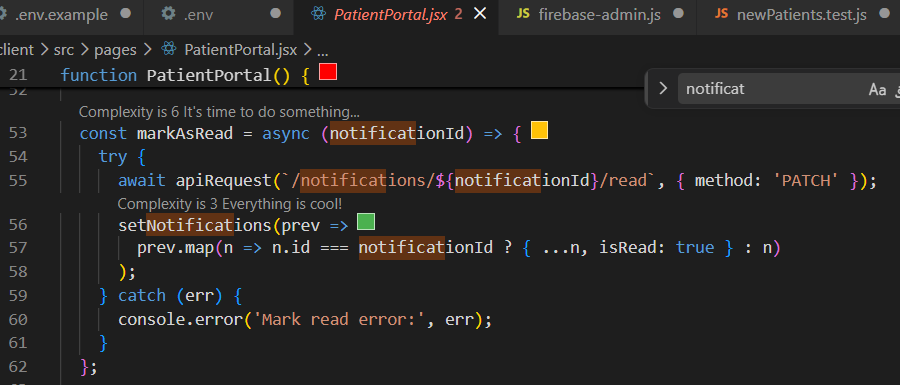 .env.example
.env
PatientPortal.jsx 2
JS firebase-admin.js
JS newPatients.test.js
client > src > pages > PatientPortal.jsx > ...
21 function PatientPortal() {
notificat
Aa
52
Complexity is 6 It's time to do something...
53 const markAsRead = async (notificationId) => {
54 try {
55 await apiRequest(`/notifications/${notificationId}/read`, { method: 'PATCH' });
Complexity is 3 Everything is cool!
56 setNotifications(prev =>
57 prev.map(n => n.id === notificationId ? { ...n, isRead: true } : n)
58 );
59 } catch (err) {
60 console.error('Mark read error:', err);
61 }
62 };